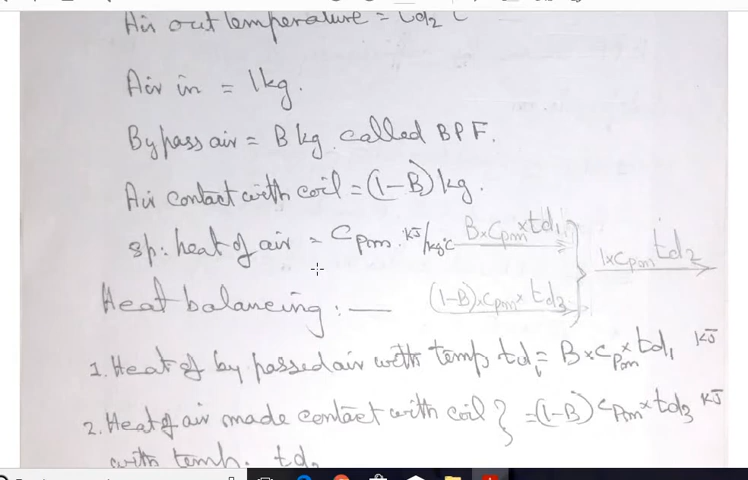 Air out temperature = td2 c
Air in = 1kg.
Bypass air = B kg. called BPF.
Air contact with coil = (1-B) kg.
sp: heat of air = Cpm. KJ/kg°c B×Cpm×td1
1×Cpm td2
Heat balancing: — (1-B)×Cpm× td3
1. Heat of by passed air with temp td1 = B×Cpm×td1 KJ
2. Heat of air made contact with coil } = (1-B) Cpm×td3 KJ
with temp. td3